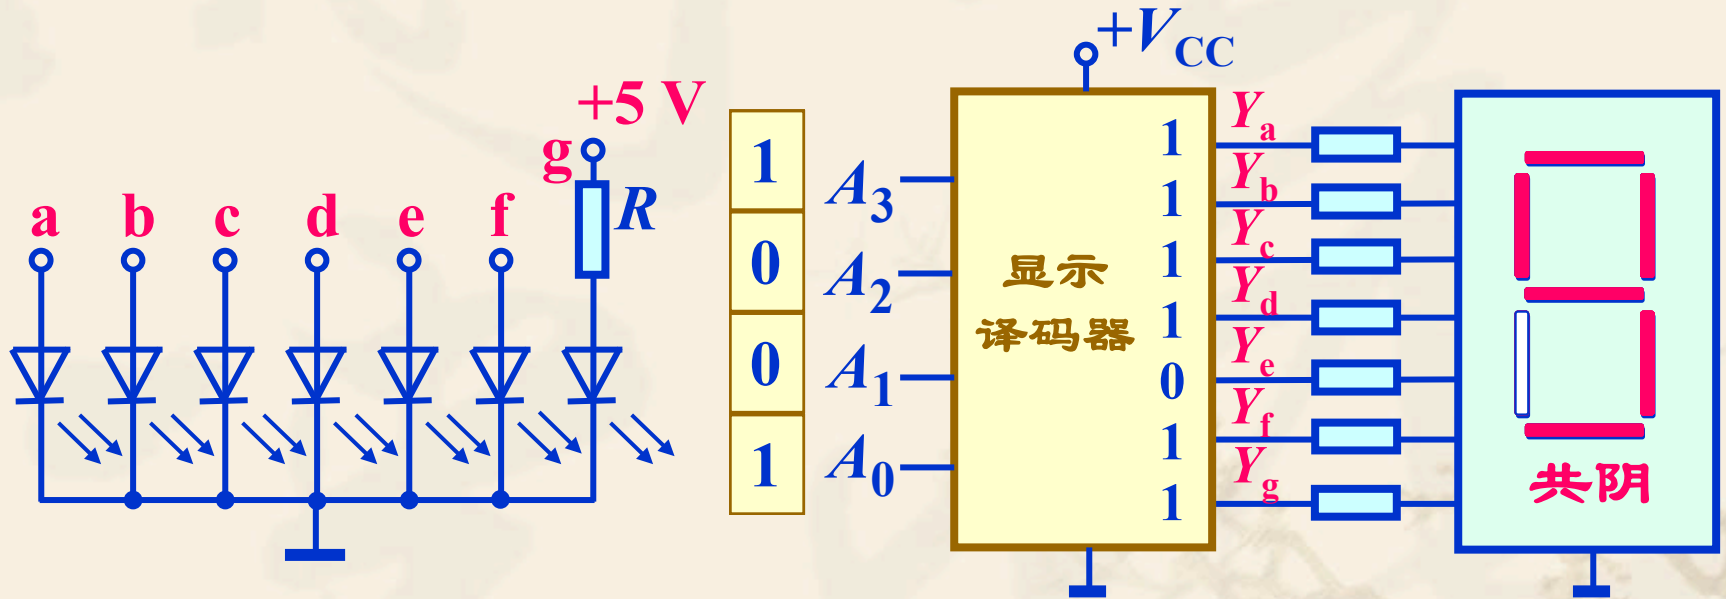 +5 V
g
R
a b c d e f
1
0
0
1
A3
A2
A1
A0
+VCC
显示
译码器
1
1
1
1
0
1
1
Ya
Yb
Yc
Yd
Ye
Yf
Yg
共阴